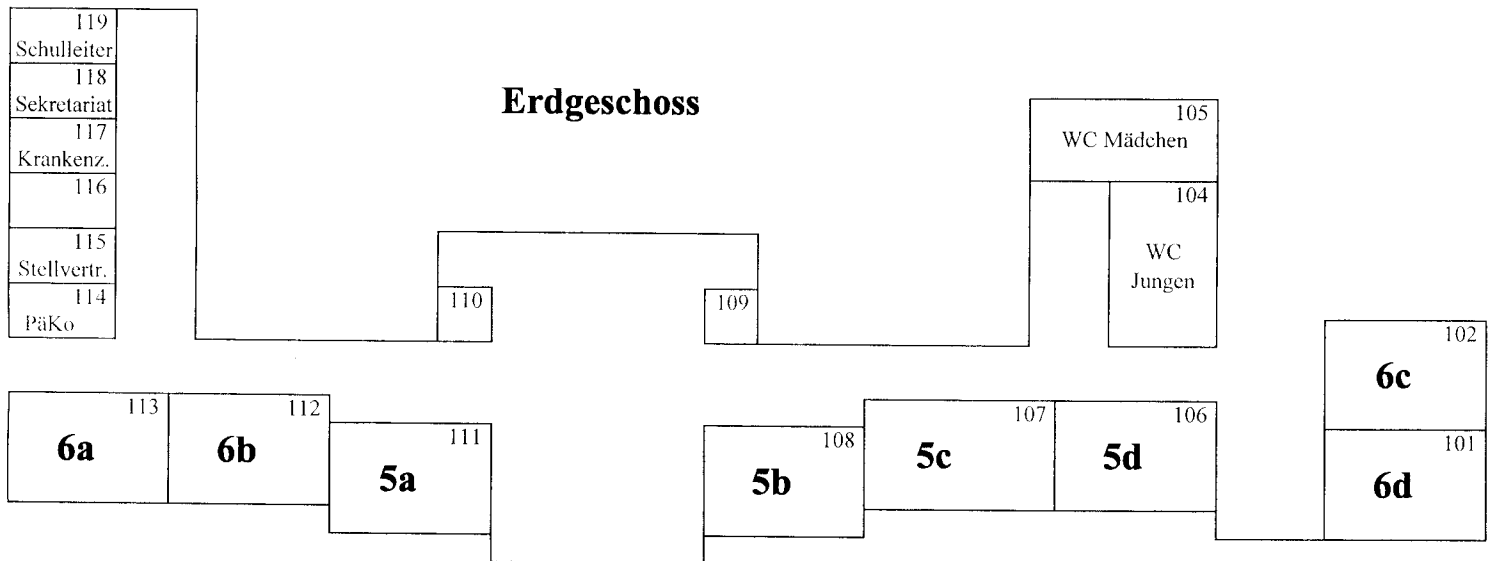 Erdgeschoss
119
Schulleiter
118
Sekretariat
117
Krankenz.
116
115
Stellvertr.
114
PäKo
110
109
105
WC Mädchen
104
WC
Jungen
102
6c
113
6a
112
6b
111
5a
108
5b
107
5c
106
5d
101
6d